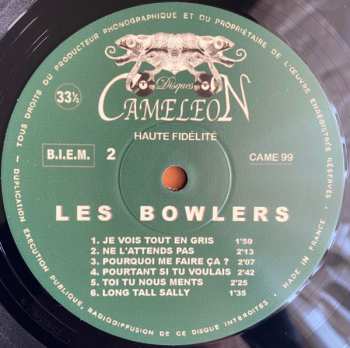 TOUS DROITS DU PRODUCTEUR PHONOGRAPHIQUE ET DU PROPRIÉTAIRE DE L'ŒUVRE ENREGISTRÉE RÉSERVÉS •
Disques
CAMELEON
33⅓
HAUTE FIDÉLITÉ
B.I.E.M.
2
CAME 99
LES BOWLERS
1. JE VOIS TOUT EN GRIS 1'59
2. NE L'ATTENDS PAS 2'13
3. POURQUOI ME FAIRE ÇA ? 2'07
4. POURTANT SI TU VOULAIS 2'42
5. TOI TU NOUS MENTS 2'25
6. LONG TALL SALLY 1'35
DUPLICATION EXÉCUTION PUBLIQUE, RADIODIFFUSION DE CE DISQUE INTERDITES • MADE IN FRANCE •